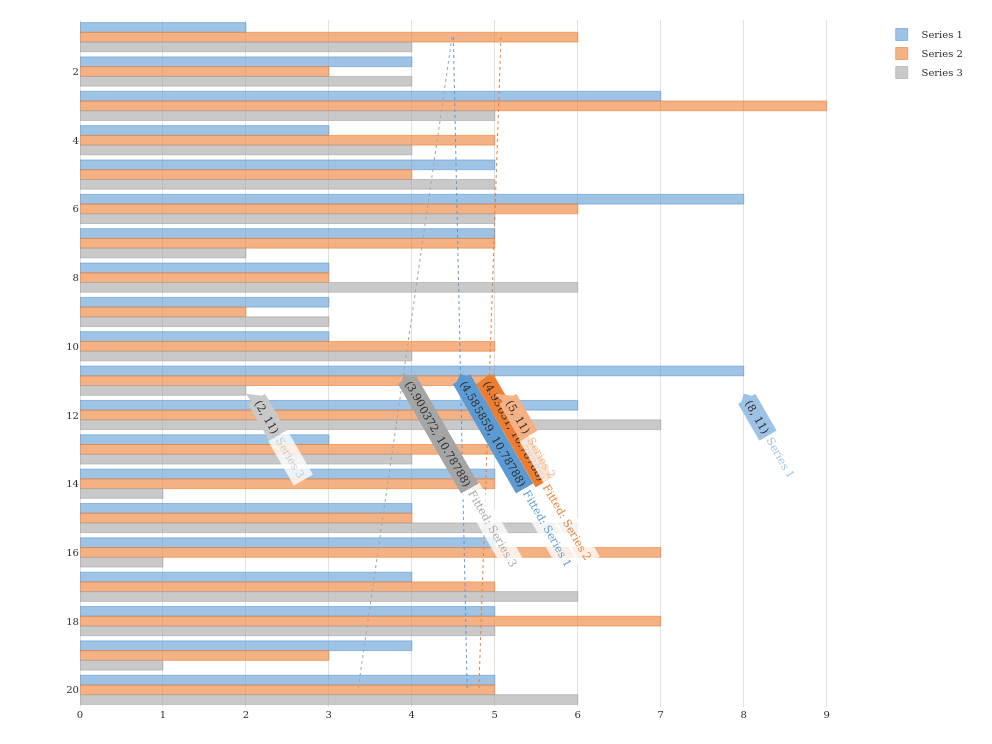 Series 1
Series 2
Series 3
2
4
6
8
10
12
14
16
18
20
0 1 2 3 4 5 6 7 8 9
(2, 11)
Series 3
(3.900372, 10.78788)
Fitted: Series 3
(4.585859, 10.78788)
Fitted: Series 1
Fitted: Series 2
(5, 11)
Series 2
(8, 11)
Series 1